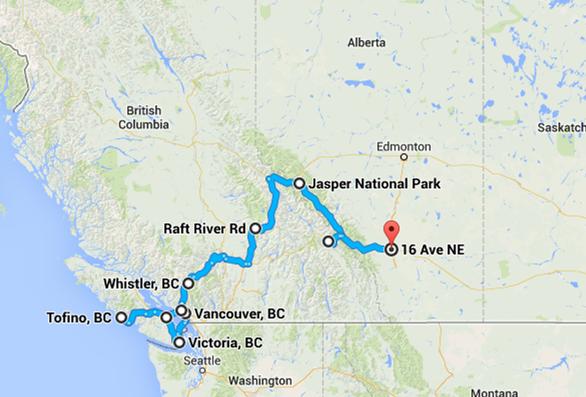 Alberta
British
Columbia
Edmonton
Saskatch
Jasper National Park
Raft River Rd
16 Ave NE
Whistler, BC
Tofino, BC
Vancouver, BC
Victoria, BC
Seattle
Washington
Montana